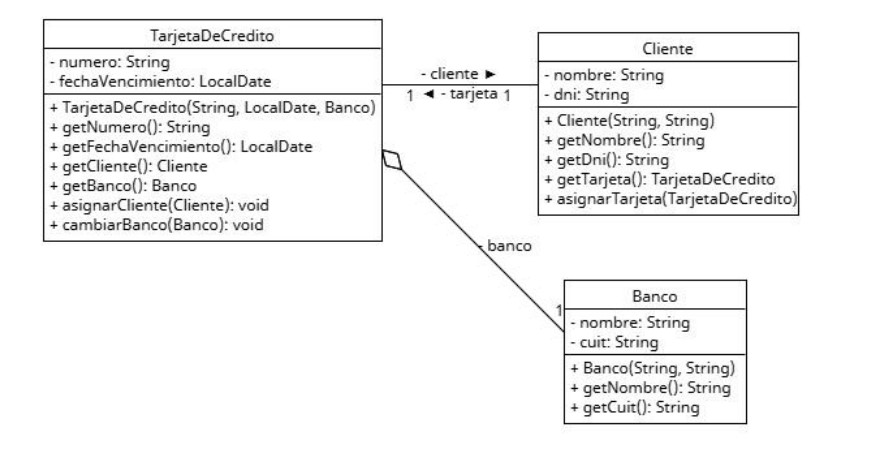 TarjetaDeCredito
- numero: String
- fechaVencimiento: LocalDate
+ TarjetaDeCredito(String, LocalDate, Banco)
+ getNumero(): String
+ getFechaVencimiento(): LocalDate
+ getCliente(): Cliente
+ getBanco(): Banco
+ asignarCliente(Cliente): void
+ cambiarBanco(Banco): void
- cliente ►
1 ◄ - tarjeta 1
Cliente
- nombre: String
- dni: String
+ Cliente(String, String)
+ getNombre(): String
+ getDni(): String
+ getTarjeta(): TarjetaDeCredito
+ asignarTarjeta(TarjetaDeCredito)
- banco
1
Banco
- nombre: String
- cuit: String
+ Banco(String, String)
+ getNombre(): String
+ getCuit(): String